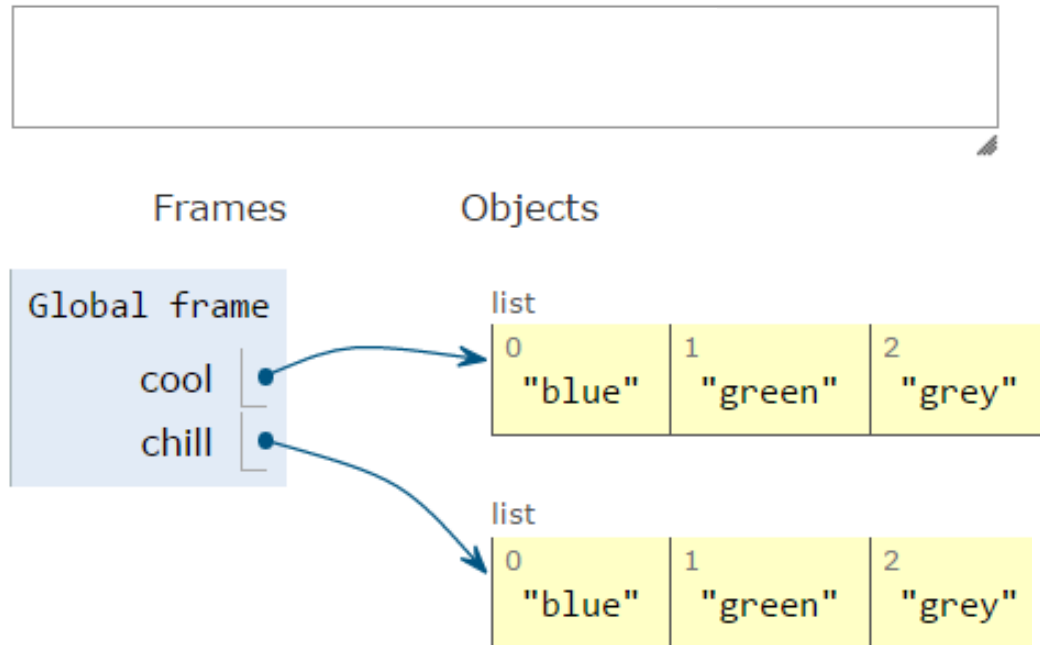 Frames Objects
Global frame
cool
chill
list
0 1 2
"blue" "green" "grey"
list
0 1 2
"blue" "green" "grey"